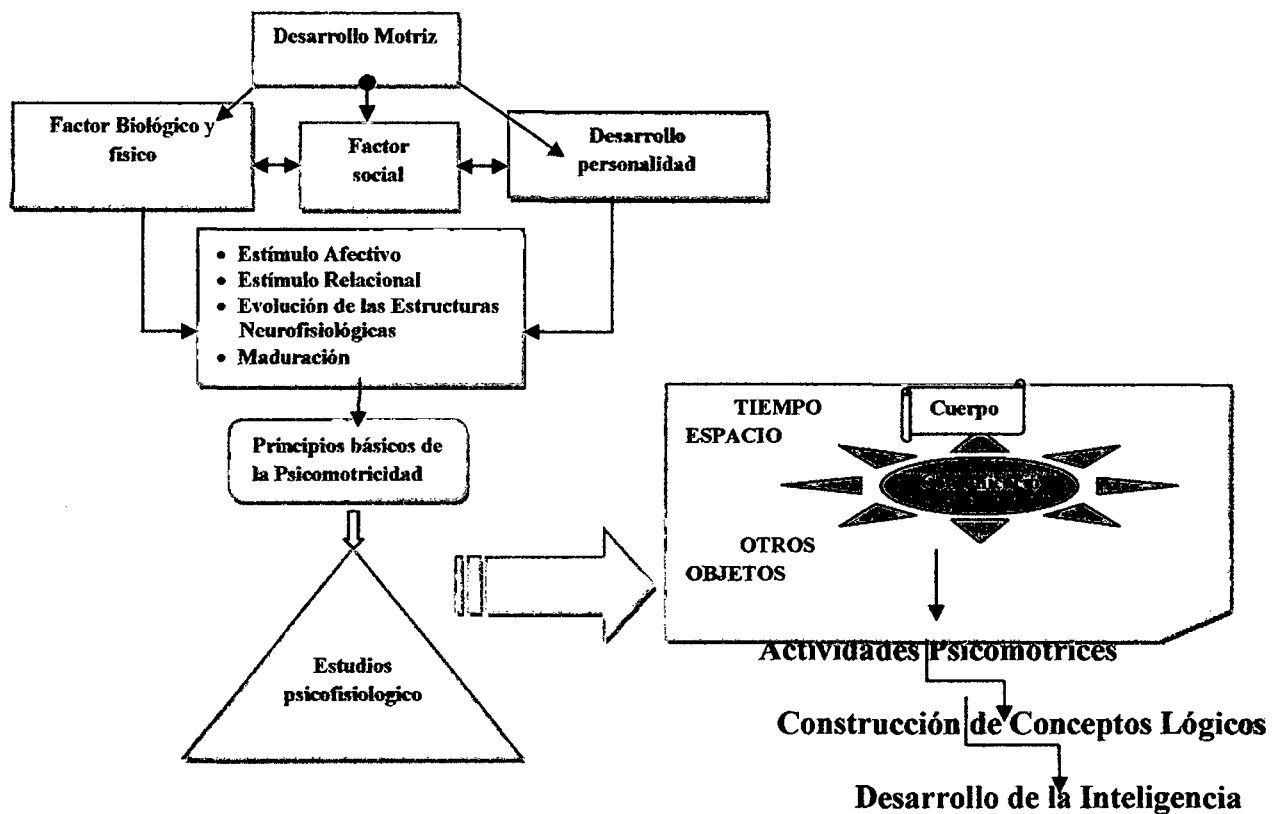 Desarrollo Motriz
Factor Biológico y
físico
Factor
social
Desarrollo
personalidad
• Estímulo Afectivo
• Estímulo Relacional
• Evolución de las Estructuras
Neurofisiológicas
• Maduración
Principios básicos de
la Psicomotricidad
Estudios
psicofisiologico
TIEMPO
ESPACIO
Cuerpo
OTROS
OBJETOS
Actividades Psicomotrices
Construcción de Conceptos Lógicos
Desarrollo de la Inteligencia